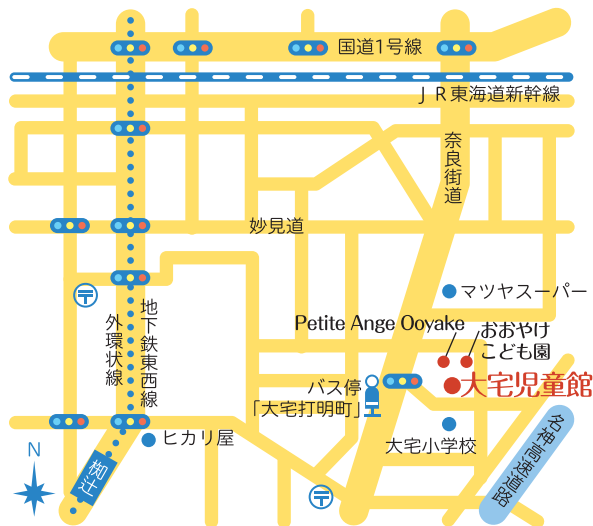 国道1号線
JR東海道新幹線
奈良街道
妙見道
マツヤスーパー
地下鉄東西線
外環状線
Petite Ange Ooyake
おおやけ
こども園
大宅児童館
バス停
「大宅打明町」
ヒカリ屋
大宅小学校
名神高速道路
N
椥辻